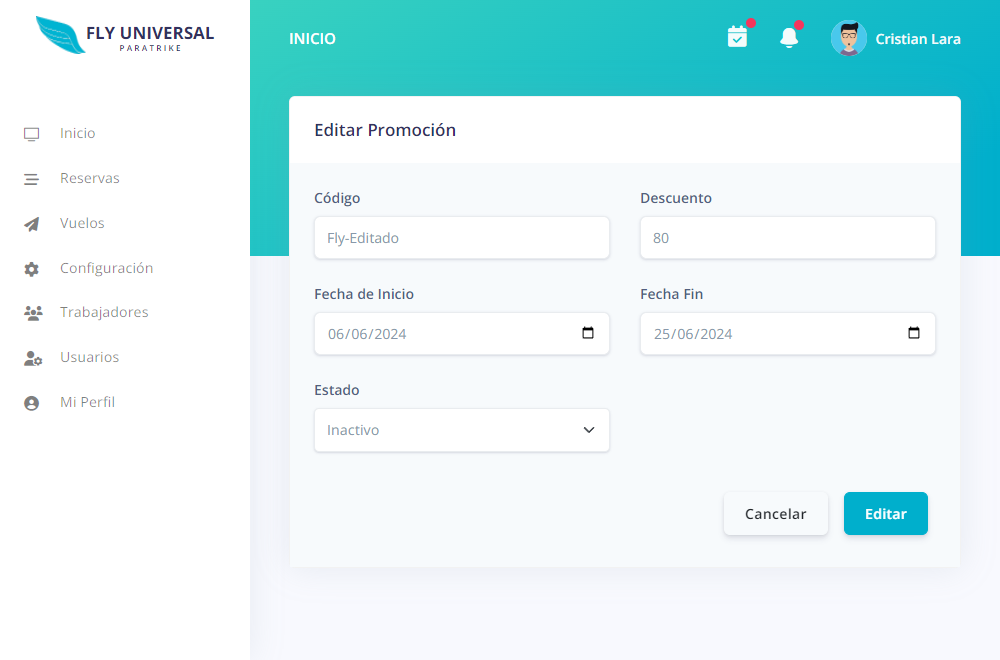 FLY UNIVERSAL
PARATRIKE
Inicio
Reservas
Vuelos
Configuración
Trabajadores
Usuarios
Mi Perfil
INICIO
Cristian Lara
Editar Promoción
Código
Descuento
Fly-Editado
80
Fecha de Inicio
Fecha Fin
06/06/2024
25/06/2024
Estado
Inactivo
Cancelar
Editar